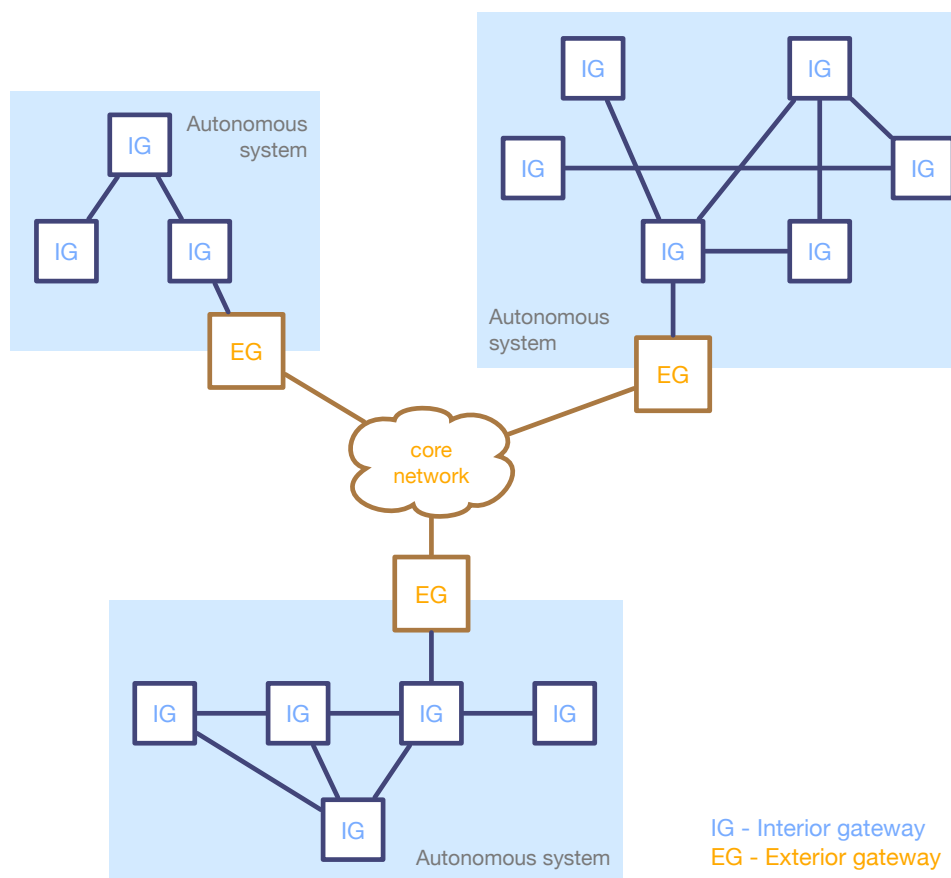 IG
IG
Autonomous
system
IG
IG
IG
IG
IG
IG
IG
IG
Autonomous
system
EG
EG
core
network
EG
IG
IG
IG
IG
IG
Autonomous system
IG - Interior gateway
EG - Exterior gateway